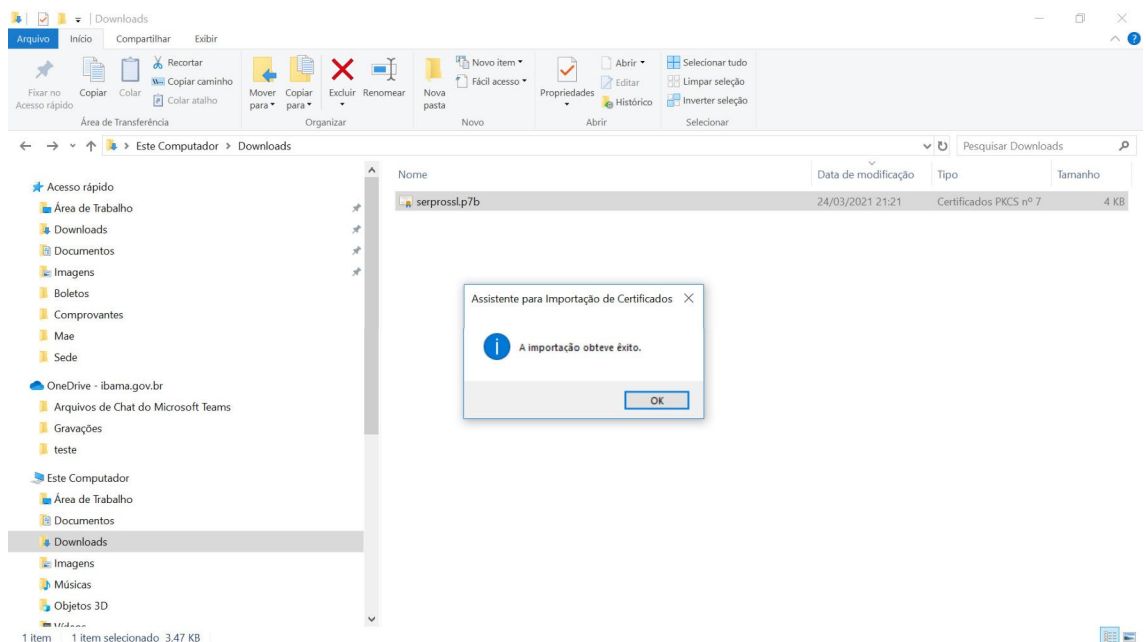 Downloads
Arquivo Início Compartilhar Exibir
Fixar no Acesso rápido
Copiar
Colar
Recortar
Copiar caminho
Colar atalho
Mover para
Copiar para
Excluir
Renomear
Nova pasta
Novo item
Fácil acesso
Propriedades
Abrir
Editar
Histórico
Selecionar tudo
Limpar seleção
Inverter seleção
Área de Transferência Organizar Novo Abrir Selecionar
Este Computador > Downloads
Pesquisar Downloads
Nome Data de modificação Tipo Tamanho
serprossl.p7b 24/03/2021 21:21 Certificados PKCS nº 7 4 KB
Acesso rápido
Área de Trabalho
Downloads
Documentos
Imagens
Boletos
Comprovantes
Mae
Sede
OneDrive - ibama.gov.br
Arquivos de Chat do Microsoft Teams
Gravações
teste
Este Computador
Área de Trabalho
Documentos
Downloads
Imagens
Músicas
Objetos 3D
Assistente para Importação de Certificados
A importação obteve êxito.
OK
1 item 1 item selecionado 3,47 KB